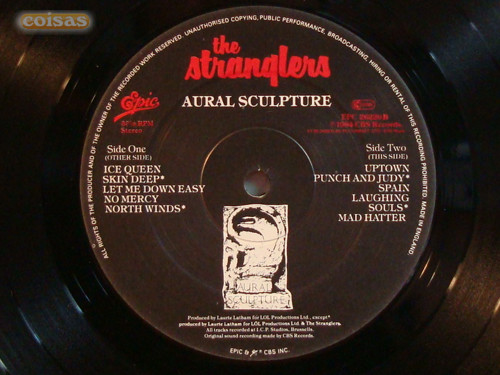 coisas
ALL RIGHTS OF THE PRODUCER AND OF THE OWNER OF THE RECORDED WORK RESERVED. UNAUTHORISED COPYING, PUBLIC PERFORMANCE, BROADCASTING, HIRING OR RENTAL OF THIS RECORDING PROHIBITED. MADE IN ENGLAND.
the
stranglers
AURAL SCULPTURE
Epic
STEREO
Side One
(OTHER SIDE)
ICE QUEEN
SKIN DEEP*
LET ME DOWN EASY
NO MERCY
NORTH WINDS*
1984 CBS Records.
Side Two
(THIS SIDE)
UPTOWN
PUNCH AND JUDY*
SPAIN
LAUGHING
SOULS*
MAD HATTER
AURAL
SCULPTURE
Produced by Laurie Latham for LOL Productions Ltd., except*
produced by Laurie Latham for LOL Productions Ltd. & The Stranglers.
All tracks recorded at I.C.P. Studios, Brussells.
Original sound recording made by CBS Records.
EPIC & ® CBS INC.